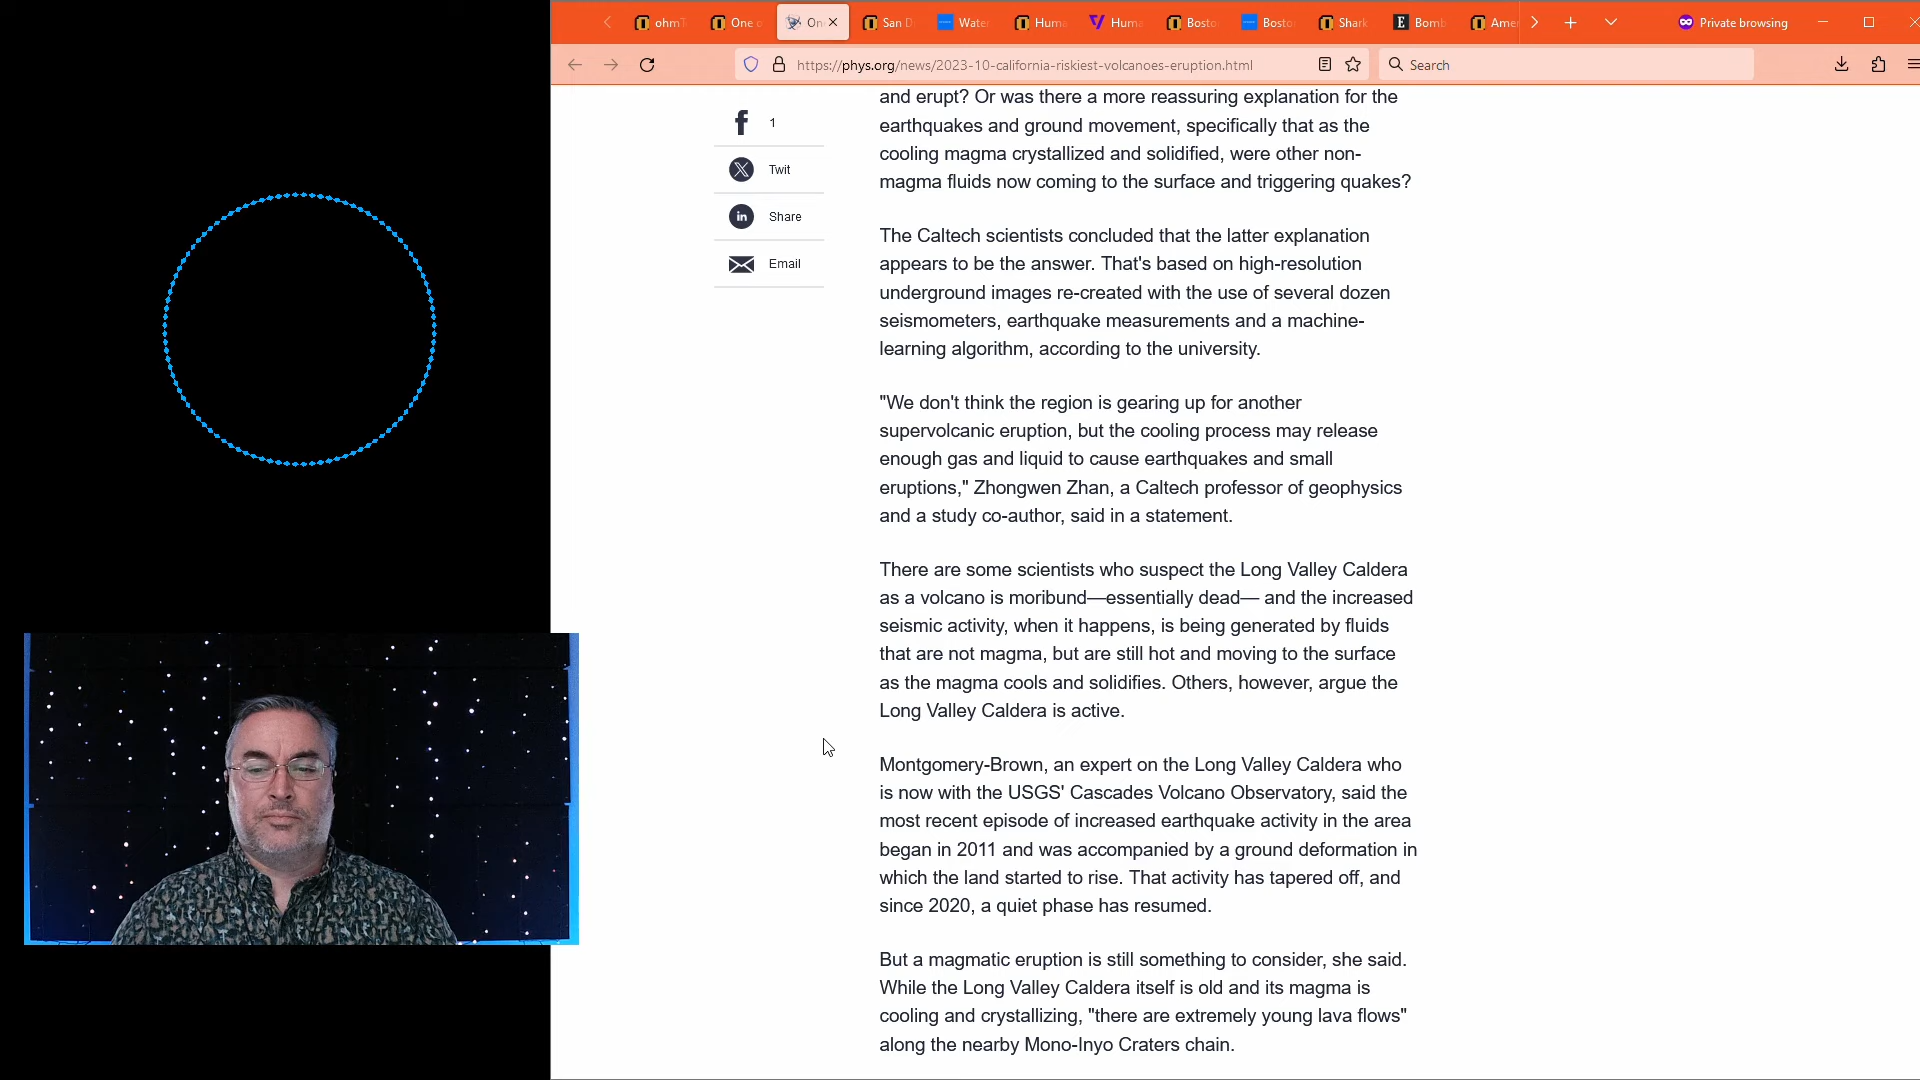 ohm
One o
On
San D
Wate
Huma
Huma
Bosto
Bosto
Shark
Bomb
Ame
Private browsing
https://phys.org/news/2023-10-california-riskiest-volcanoes-eruption.html
Search
1
Twit
Share
Email
and erupt? Or was there a more reassuring explanation for the
earthquakes and ground movement, specifically that as the
cooling magma crystallized and solidified, were other non-
magma fluids now coming to the surface and triggering quakes?
The Caltech scientists concluded that the latter explanation
appears to be the answer. That's based on high-resolution
underground images re-created with the use of several dozen
seismometers, earthquake measurements and a machine-
learning algorithm, according to the university.
"We don't think the region is gearing up for another
supervolcanic eruption, but the cooling process may release
enough gas and liquid to cause earthquakes and small
eruptions," Zhongwen Zhan, a Caltech professor of geophysics
and a study co-author, said in a statement.
There are some scientists who suspect the Long Valley Caldera
as a volcano is moribund—essentially dead— and the increased
seismic activity, when it happens, is being generated by fluids
that are not magma, but are still hot and moving to the surface
as the magma cools and solidifies. Others, however, argue the
Long Valley Caldera is active.
Montgomery-Brown, an expert on the Long Valley Caldera who
is now with the USGS' Cascades Volcano Observatory, said the
most recent episode of increased earthquake activity in the area
began in 2011 and was accompanied by a ground deformation in
which the land started to rise. That activity has tapered off, and
since 2020, a quiet phase has resumed.
But a magmatic eruption is still something to consider, she said.
While the Long Valley Caldera itself is old and its magma is
cooling and crystallizing, "there are extremely young lava flows"
along the nearby Mono-Inyo Craters chain.